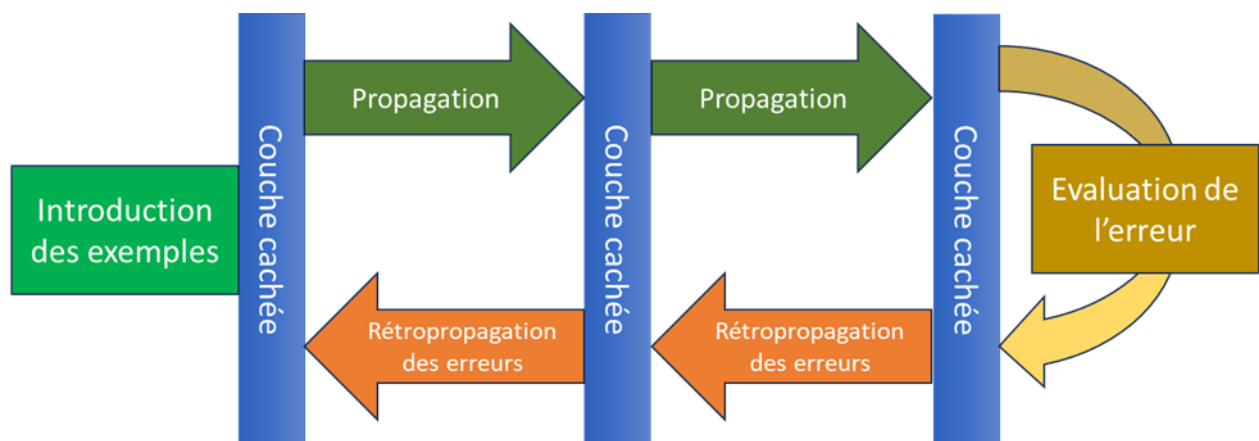 Introduction
des exemples
Couche cachée
Propagation
Rétropropagation
des erreurs
Couche cachée
Propagation
Rétropropagation
des erreurs
Couche cachée
Evaluation de
l’erreur